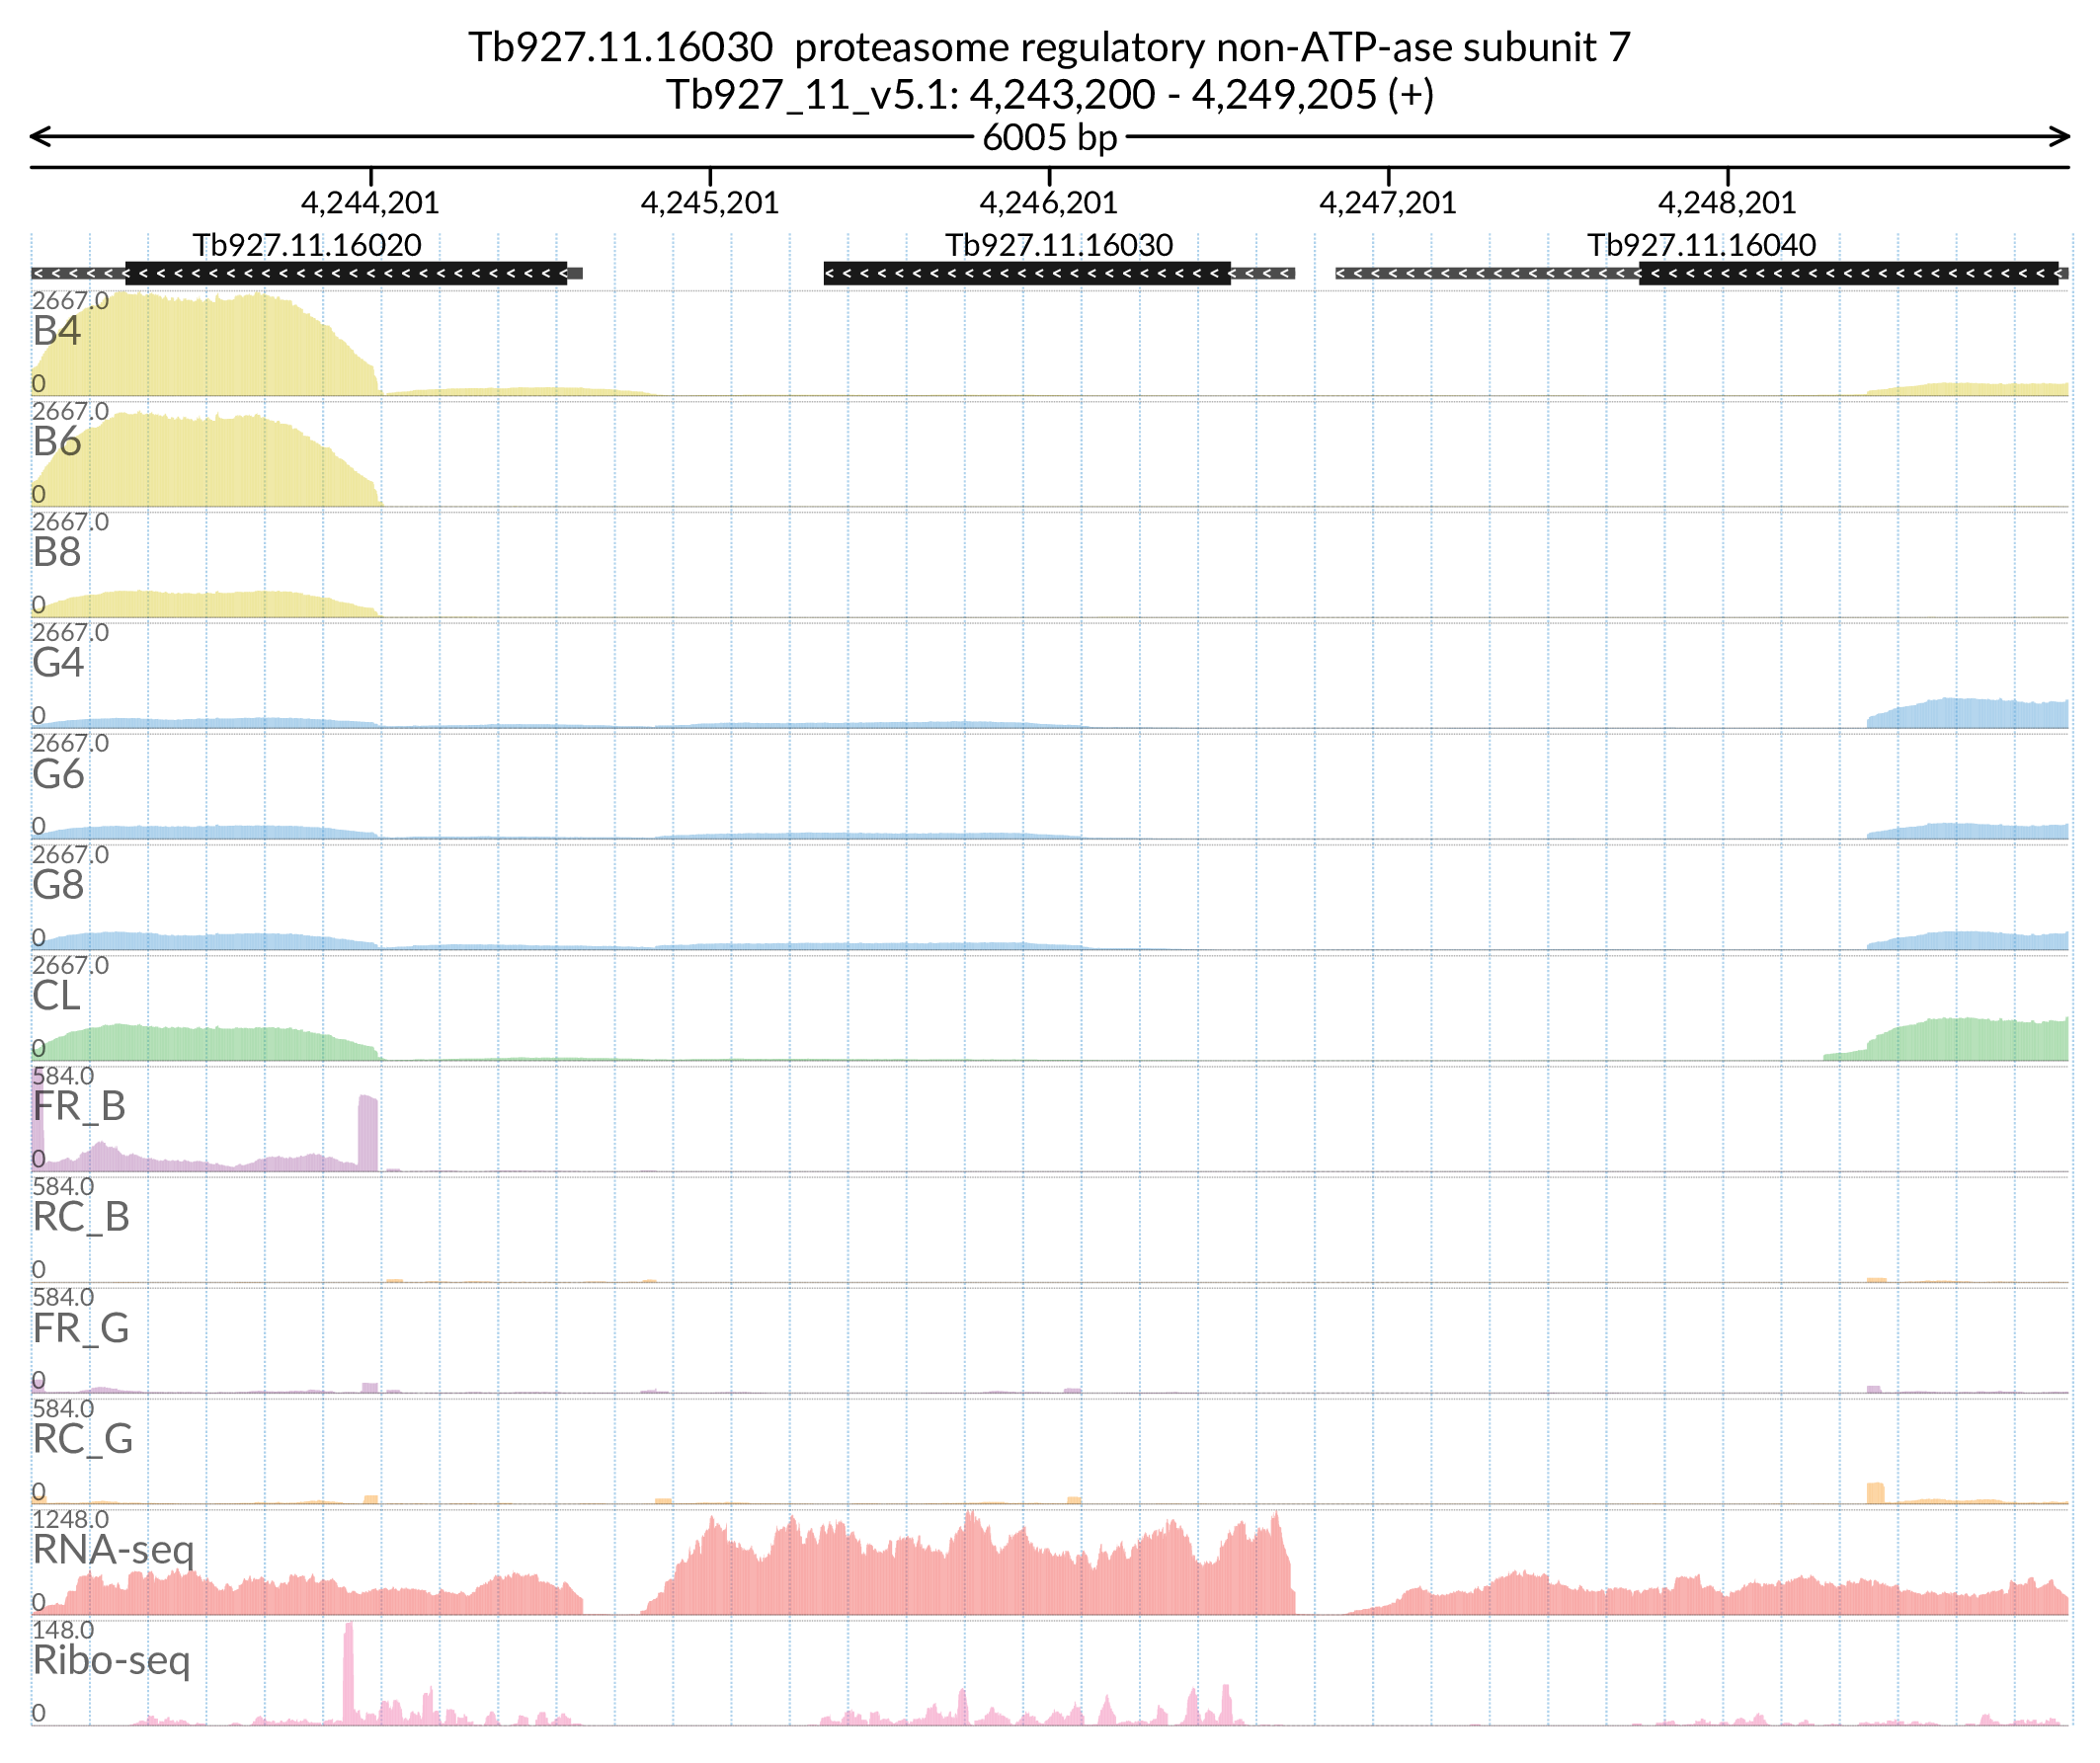 Tb927.11.16030 proteasome regulatory non-ATP-ase subunit 7
Tb927_11_v5.1: 4,243,200 - 4,249,205 (+)
6005 bp
4,244,201 4,245,201 4,246,201 4,247,201 4,248,201
Tb927.11.16020 Tb927.11.16030 Tb927.11.16040
2667.0
B4
0
2667.0
B6
0
2667.0
B8
0
2667.0
G4
0
2667.0
G6
0
2667.0
G8
0
2667.0
CL
0
584.0
FR_B
0
584.0
RC_B
0
584.0
FR_G
0
584.0
RC_G
0
1248.0
RNA-seq
0
148.0
Ribo-seq
0